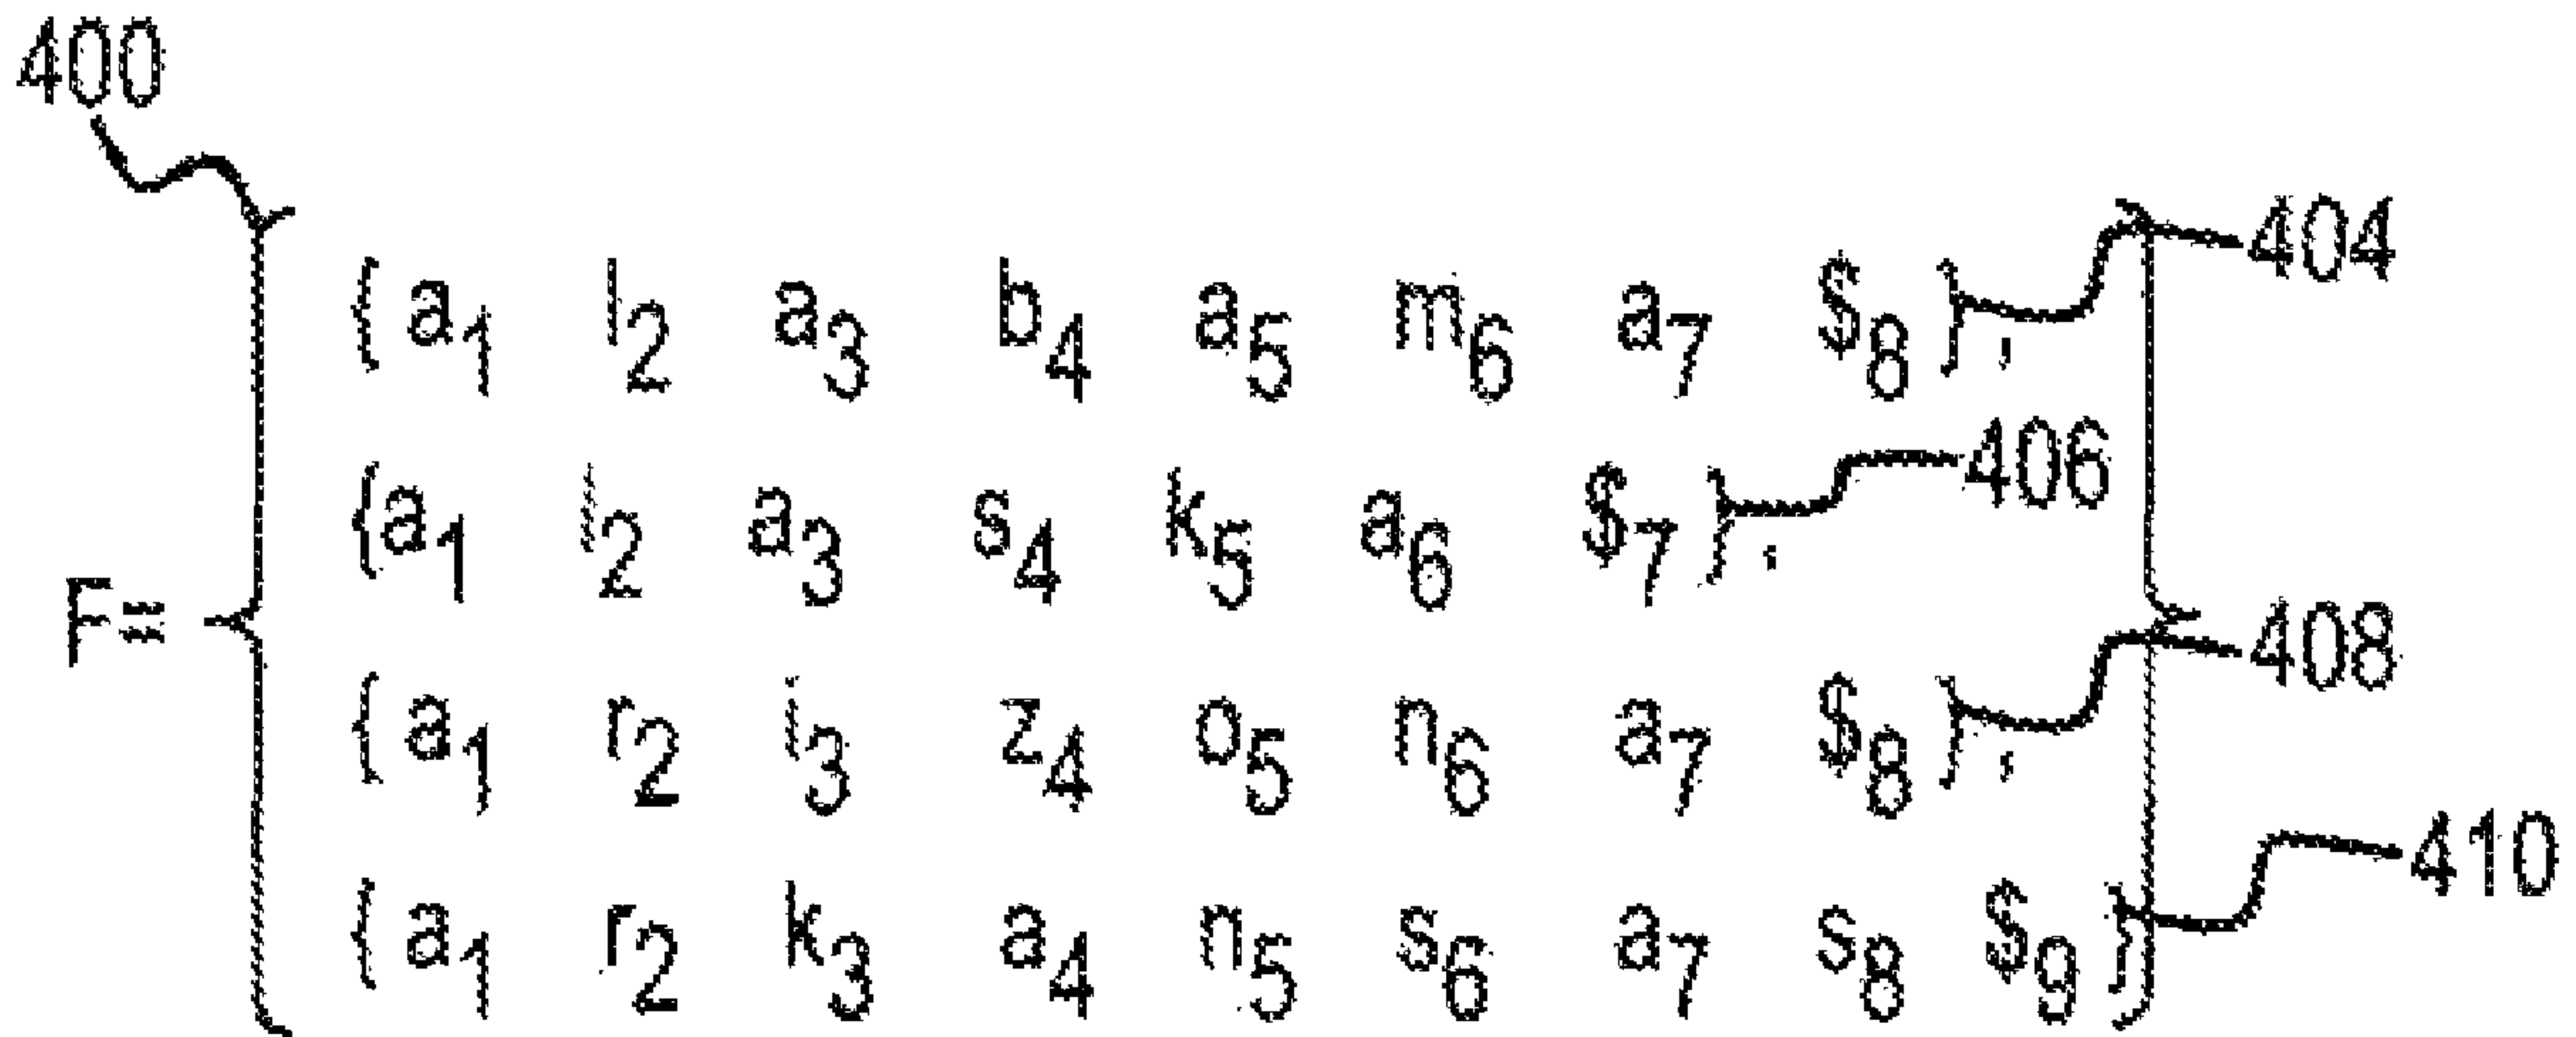 400
{a₁ l₂ a₃ b₄ a₅ m₆ a₇ $₈}, 404
{a₁ l₂ a₃ s₄ k₅ a₆ $₇}, 406
F=
{a₁ r₂ i₃ z₄ o₅ n₆ a₇ $₈}, 408
{a₁ r₂ k₃ a₄ n₅ s₆ a₇ s₈ $₉} 410